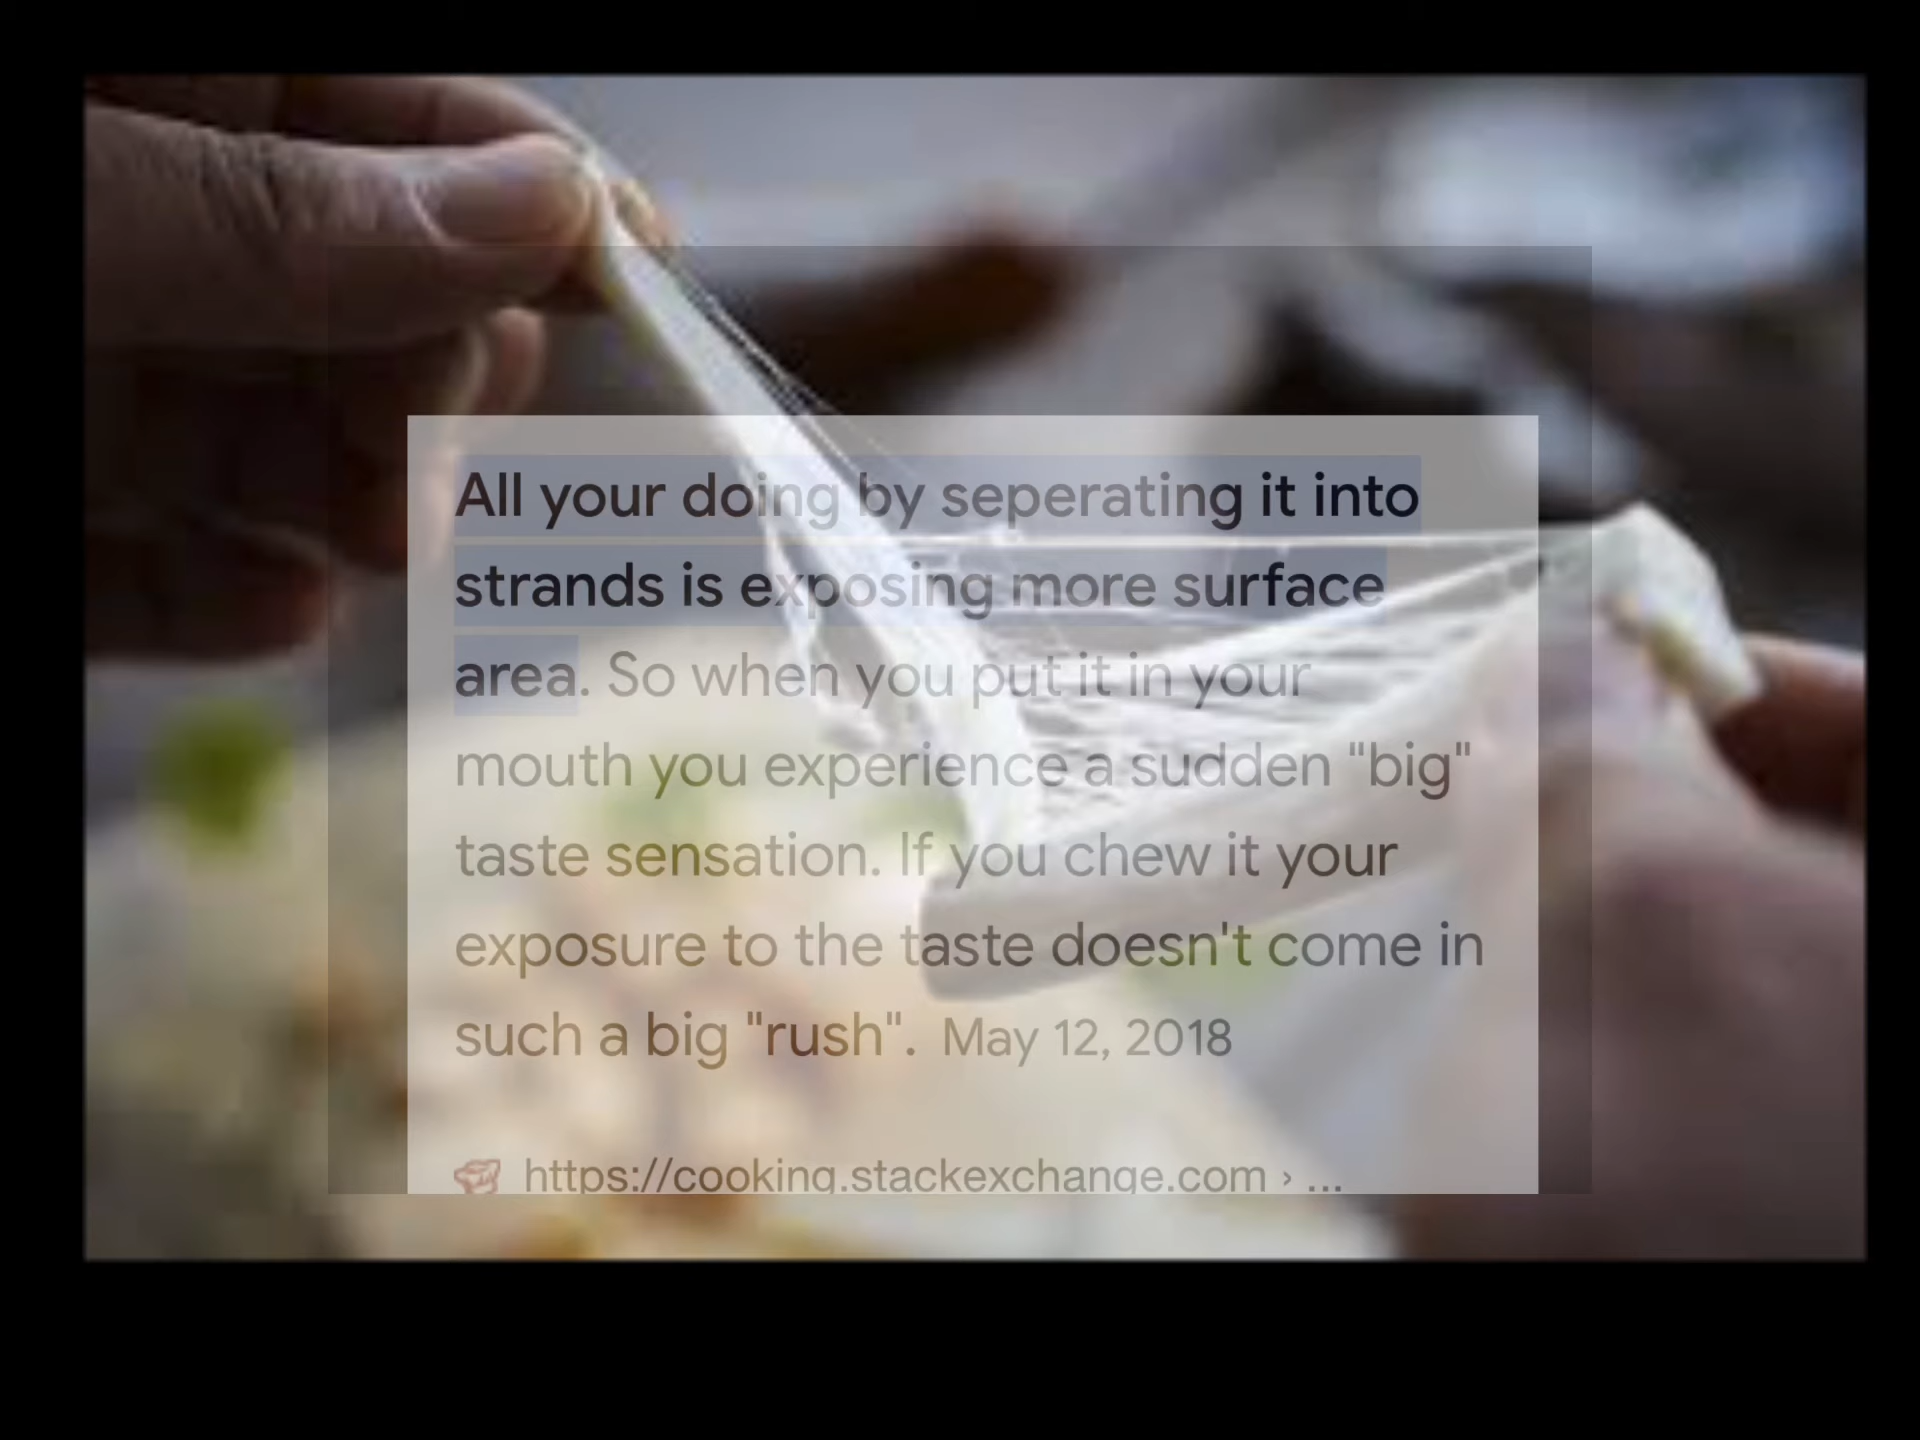 All your doing by seperating it into
strands is exposing more surface
area. So when you put it in your
mouth you experience a sudden "big"
taste sensation. If you chew it your
exposure to the taste doesn't come in
such a big "rush". May 12, 2018
https://cooking.stackexchange.com › ...